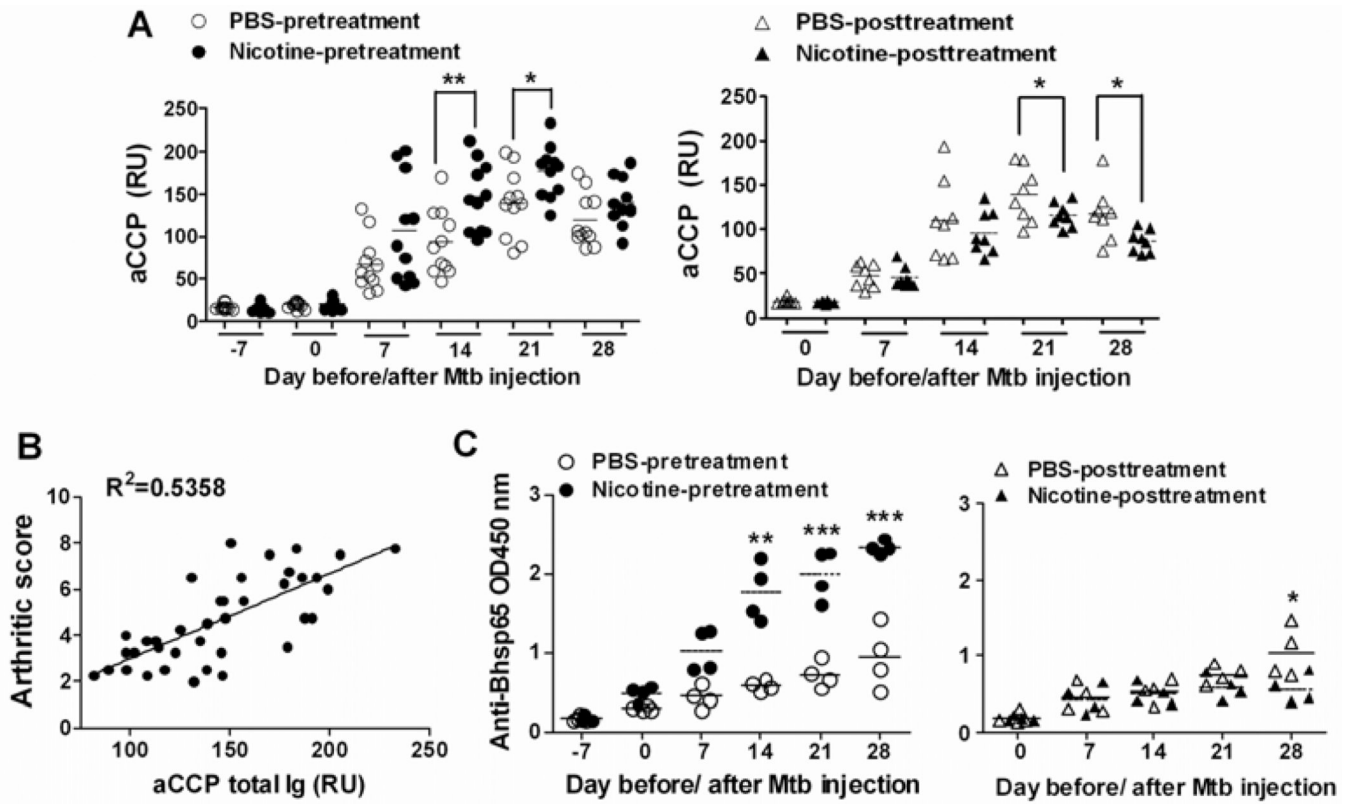 A
PBS-pretreatment
Nicotine-pretreatment
** *
aCCP (RU)
250
200
150
100
50
0
-7 0 7 14 21 28
Day before/after Mtb injection
PBS-posttreatment
Nicotine-posttreatment
* *
aCCP (RU)
250
200
150
100
50
0
0 7 14 21 28
Day before/after Mtb injection
B
R2=0.5358
Arthritic score
10
8
6
4
2
0
100 150 200 250
aCCP total Ig (RU)
C
PBS-pretreatment
Nicotine-pretreatment
** *** ***
Anti-Bhsp65 OD450 nm
3
2
1
0
-7 0 7 14 21 28
Day before/ after Mtb injection
PBS-posttreatment
Nicotine-posttreatment
*
3
2
1
0
0 7 14 21 28
Day before/ after Mtb injection